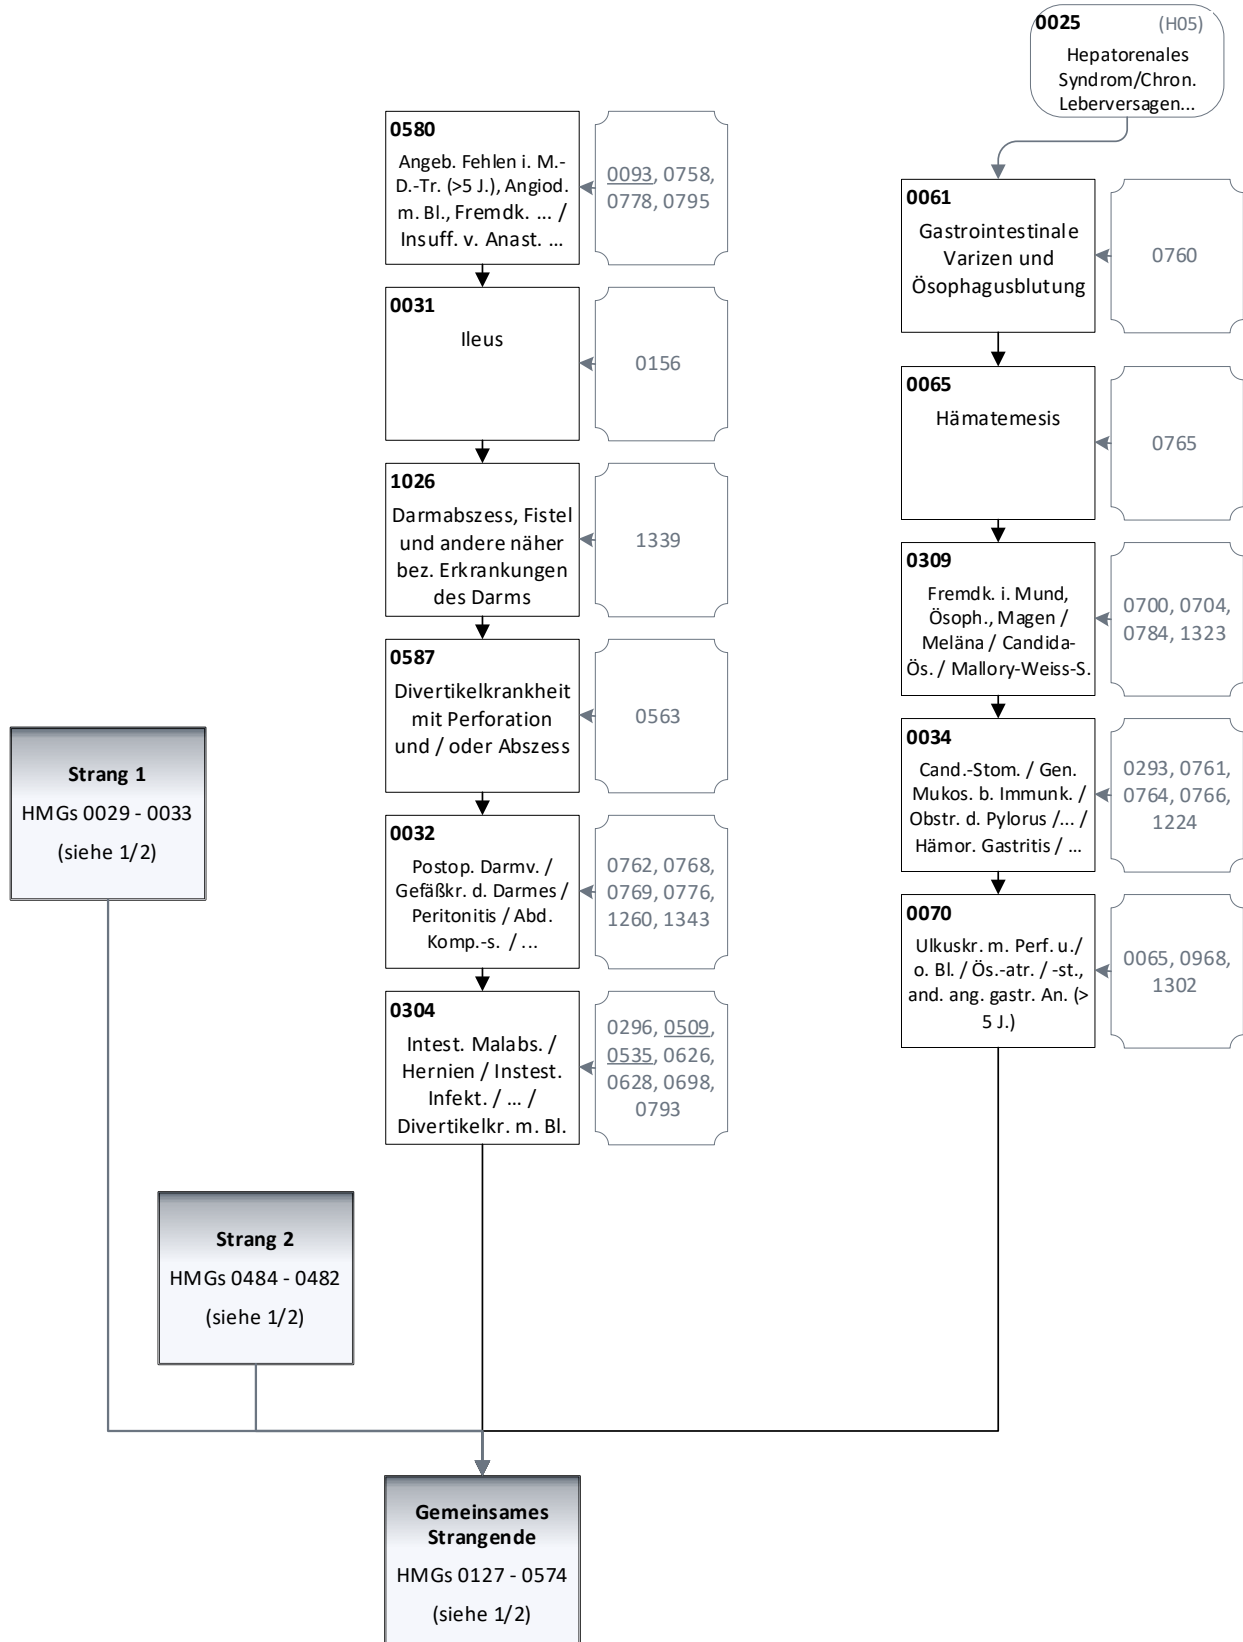 0025 (H05)
Hepatorenales
Syndrom/Chron.
Leberversagen...
0580
Angeb. Fehlen i. M.-
D.-Tr. (>5 J.), Angiod.
m. Bl., Fremdk. ... /
Insuff. v. Anast. ...
0093, 0758,
0778, 0795
0031
Ileus
0156
1026
Darmabszess, Fistel
und andere näher
bez. Erkrankungen
des Darms
1339
0587
Divertikelkrankheit
mit Perforation
und / oder Abszess
0563
0032
Postop. Darmv. /
Gefäßkr. d. Darmes /
Peritonitis / Abd.
Komp.-s. / ...
0762, 0768,
0769, 0776,
1260, 1343
0304
Intest. Malabs. /
Hernien / Instest.
Infekt. / ... /
Divertikelkr. m. Bl.
0296, 0509,
0535, 0626,
0628, 0698,
0793
0061
Gastrointestinale
Varizen und
Ösophagusblutung
0760
0065
Hämatemesis
0765
0309
Fremdk. i. Mund,
Ösoph., Magen /
Meläna / Candida-
Ös. / Mallory-Weiss-S.
0700, 0704,
0784, 1323
0034
Cand.-Stom. / Gen.
Mukos. b. Immunk. /
Obstr. d. Pylorus /... /
Hämor. Gastritis / ...
0293, 0761,
0764, 0766,
1224
0070
Ulkuskr. m. Perf. u./
o. Bl. / Ös.-atr. / -st.,
and. ang. gastr. An. (>
5 J.)
0065, 0968,
1302
Strang 1
HMGs 0029 - 0033
(siehe 1/2)
Strang 2
HMGs 0484 - 0482
(siehe 1/2)
Gemeinsames
Strangende
HMGs 0127 - 0574
(siehe 1/2)